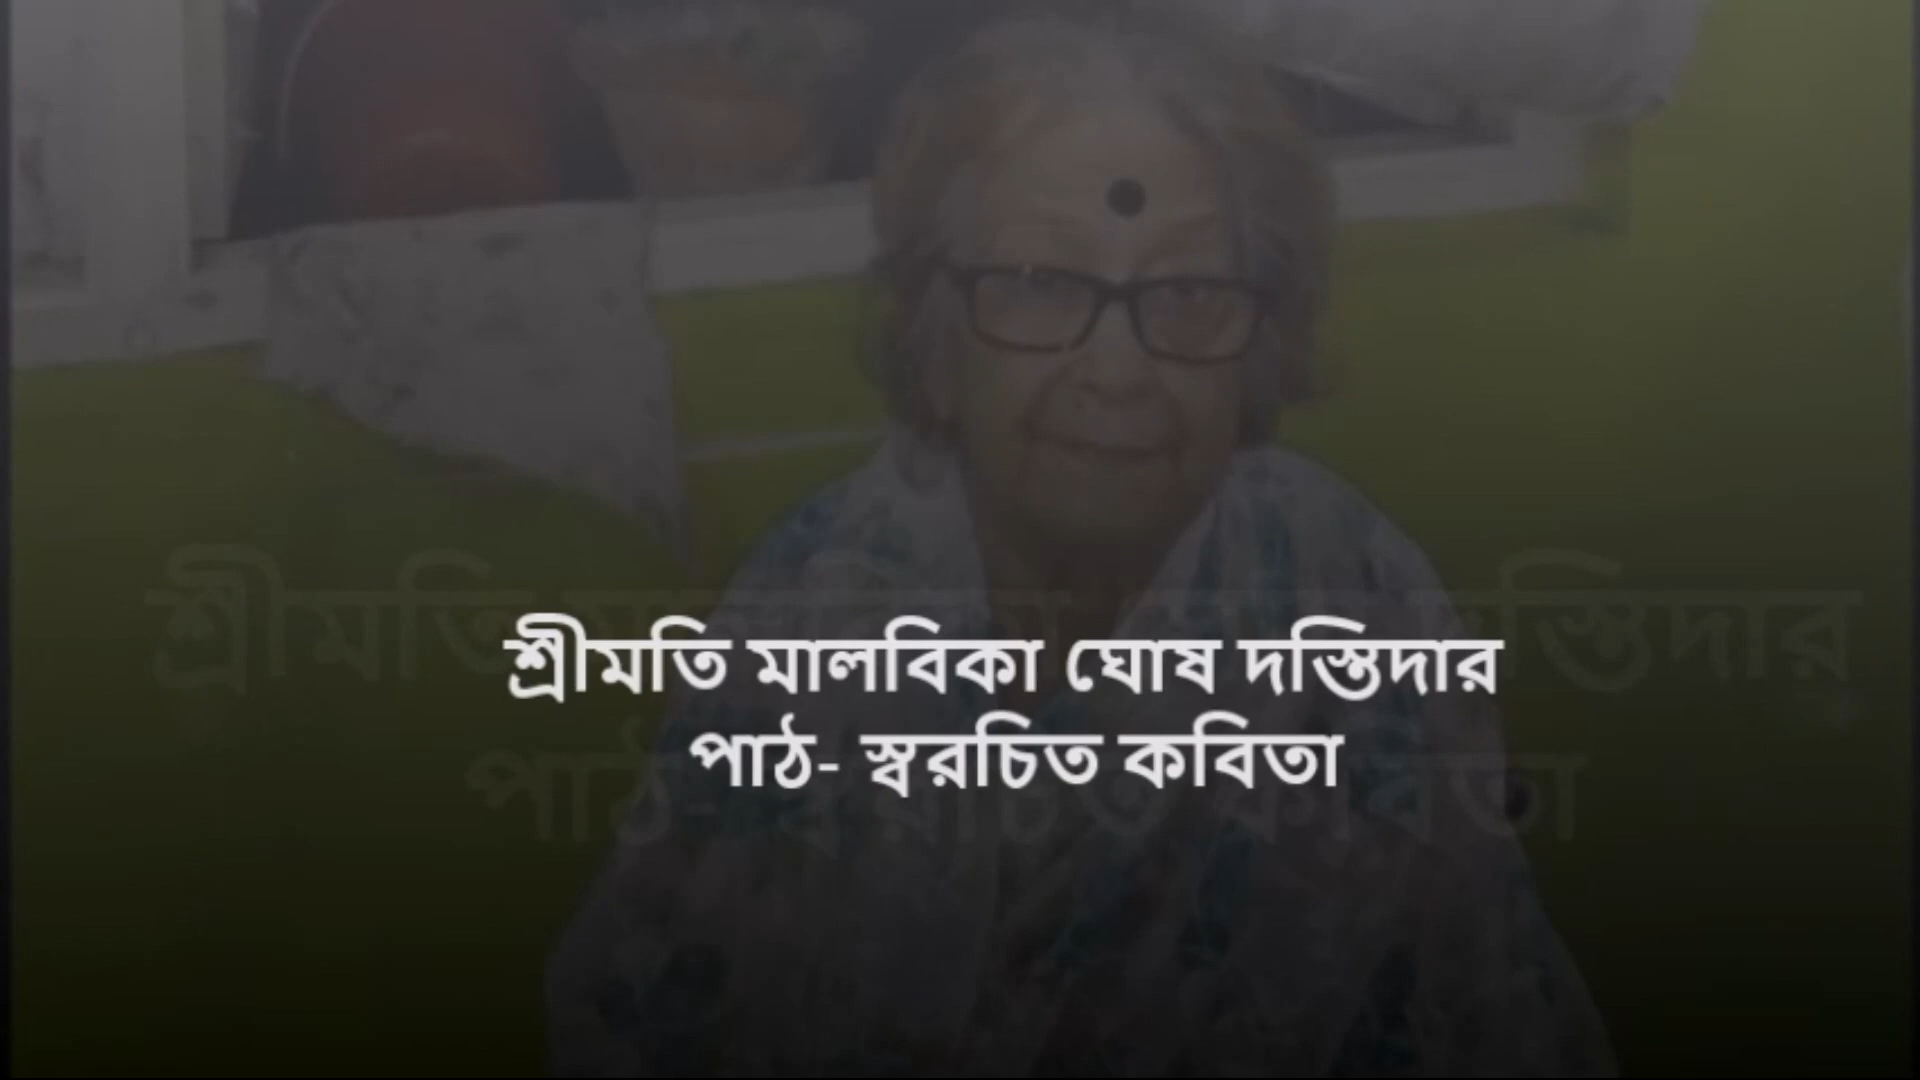 শ্রীমতি মালবিকা ঘোষ দস্তিদার
পাঠ- স্বরচিত কবিতা